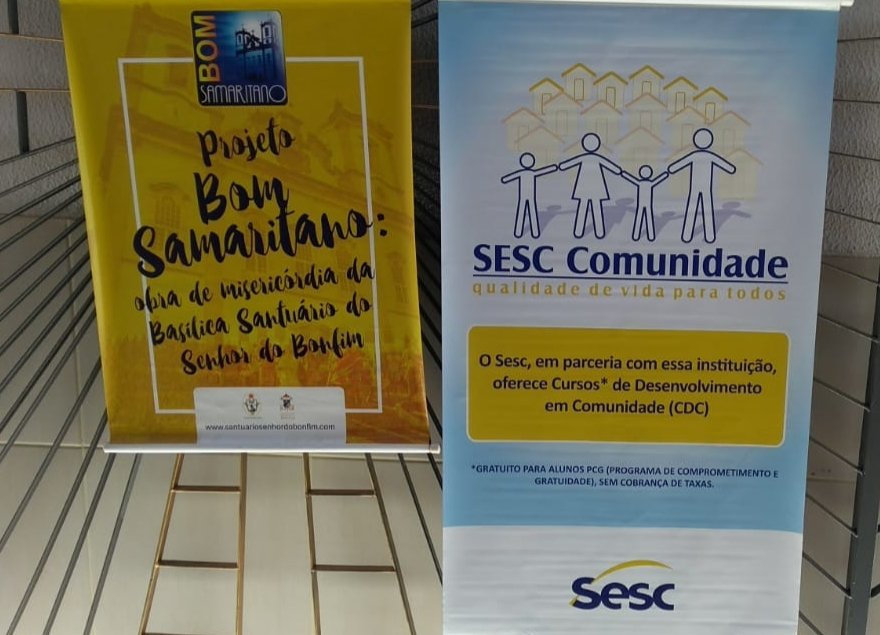 BOM
SAMARITANO
Projeto
Bom
Samaritano:
obra de misericórdia da
Basílica Santuário do
Senhor do Bonfim
www.santuariosenhordobonfim.com
SESC Comunidade
qualidade de vida para todos
O Sesc, em parceria com essa instituição,
oferece Cursos* de Desenvolvimento
em Comunidade (CDC)
*GRATUITO PARA ALUNOS PCG (PROGRAMA DE COMPROMETIMENTO E
GRATUIDADE), SEM COBRANÇA DE TAXAS.
Sesc